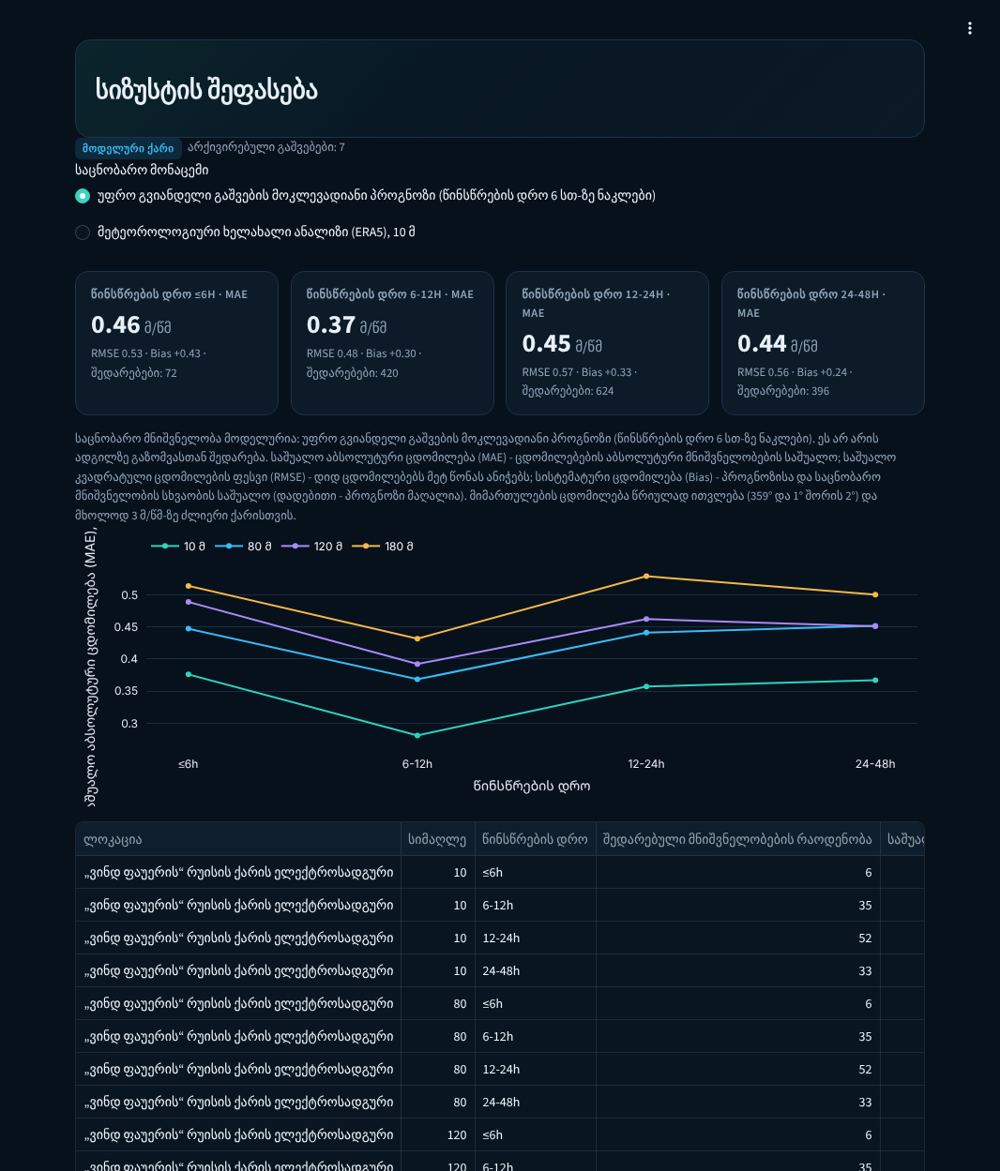 სიზუსტის შეფასება
მოდელური ქარი არქივირებული გაშვებები: 7
საცნობარო მონაცემი
უფრო გვიანდელი გაშვების მოკლევადიანი პროგნოზი (წინსწრების დრო 6 სთ-ზე ნაკლები)
მეტეოროლოგიური ხელახალი ანალიზი (ERA5), 10 მ
წინსწრების დრო ≤6H · MAE
0.46 მ/წმ
RMSE 0.53 · Bias +0.43 ·
შედარებები: 72
წინსწრების დრო 6-12H · MAE
0.37 მ/წმ
RMSE 0.48 · Bias +0.30 ·
შედარებები: 420
წინსწრების დრო 12-24H ·
MAE
0.45 მ/წმ
RMSE 0.57 · Bias +0.33 ·
შედარებები: 624
წინსწრების დრო 24-48H ·
MAE
0.44 მ/წმ
RMSE 0.56 · Bias +0.24 ·
შედარებები: 396
საცნობარო მნიშვნელობა მოდელურია: უფრო გვიანდელი გაშვების მოკლევადიანი პროგნოზი (წინსწრების დრო 6 სთ-ზე ნაკლები). ეს არ არის
ადგილზე გაზომვასთან შედარება. საშუალო აბსოლუტური ცდომილება (MAE) - ცდომილებების აბსოლუტური მნიშვნელობების საშუალო; საშუალო
კვადრატული ცდომილების ფესვი (RMSE) - დიდ ცდომილებებს მეტ წონას ანიჭებს; სისტემატური ცდომილება (Bias) - პროგნოზისა და საცნობარო
მნიშვნელობის სხვაობის საშუალო (დადებითი - პროგნოზი მაღალია). მიმართულების ცდომილება წრიულად ითვლება (359° და 1° შორის 2°) და
მხოლოდ 3 მ/წმ-ზე ძლიერი ქარისთვის.
აშუალო აბსოლუტური ცდომილება (MAE),
10 მ 80 მ 120 მ 180 მ
0.5
0.45
0.4
0.35
0.3
≤6h 6-12h 12-24h 24-48h
წინსწრების დრო
ლოკაცია სიმაღლე წინსწრების დრო შედარებული მნიშვნელობების რაოდენობა საშუალ
„ვინდ ფაუერის“ რუისის ქარის ელექტროსადგური 10 ≤6h 6
„ვინდ ფაუერის“ რუისის ქარის ელექტროსადგური 10 6-12h 35
„ვინდ ფაუერის“ რუისის ქარის ელექტროსადგური 10 12-24h 52
„ვინდ ფაუერის“ რუისის ქარის ელექტროსადგური 10 24-48h 33
„ვინდ ფაუერის“ რუისის ქარის ელექტროსადგური 80 ≤6h 6
„ვინდ ფაუერის“ რუისის ქარის ელექტროსადგური 80 6-12h 35
„ვინდ ფაუერის“ რუისის ქარის ელექტროსადგური 80 12-24h 52
„ვინდ ფაუერის“ რუისის ქარის ელექტროსადგური 80 24-48h 33
„ვინდ ფაუერის“ რუისის ქარის ელექტროსადგური 120 ≤6h 6
„ვინდ ფაუერის“ რუისის ქარის ელექტროსადგური 120 6-12h 35